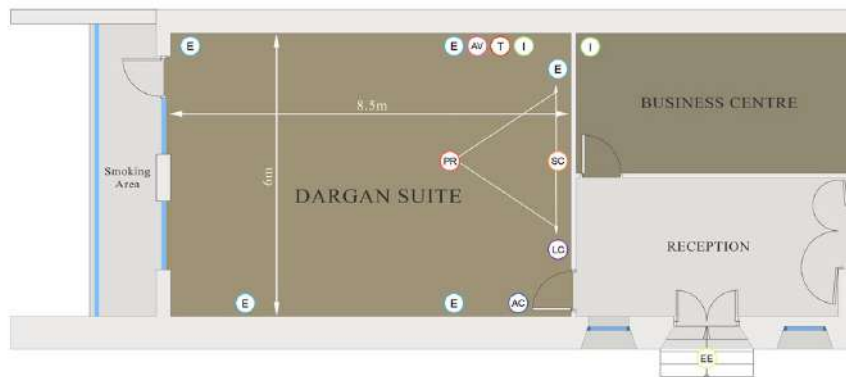 E
E AV T I
I
E
8.5m
BUSINESS CENTRE
PR
SC
Smoking
Area
6m
DARGAN SUITE
RECEPTION
LC
E
E
AC
EE